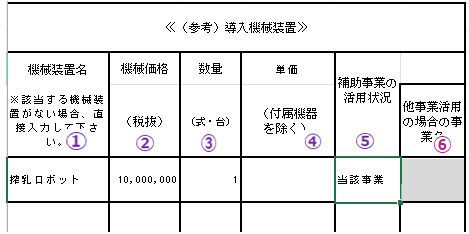 ≪（参考）導入機械装置≫
機械装置名
※該当する機械装
置がない場合、直
接入力して下さ
い。①
機械価格
（税抜）
②
数量
（式・台）
③
単価
（付属機器
を除く）
④
補助事業の
活用状況
⑤
他事業活用
の場合の事
業名
⑥
搾乳ロボット
10,000,000
1
当該事業